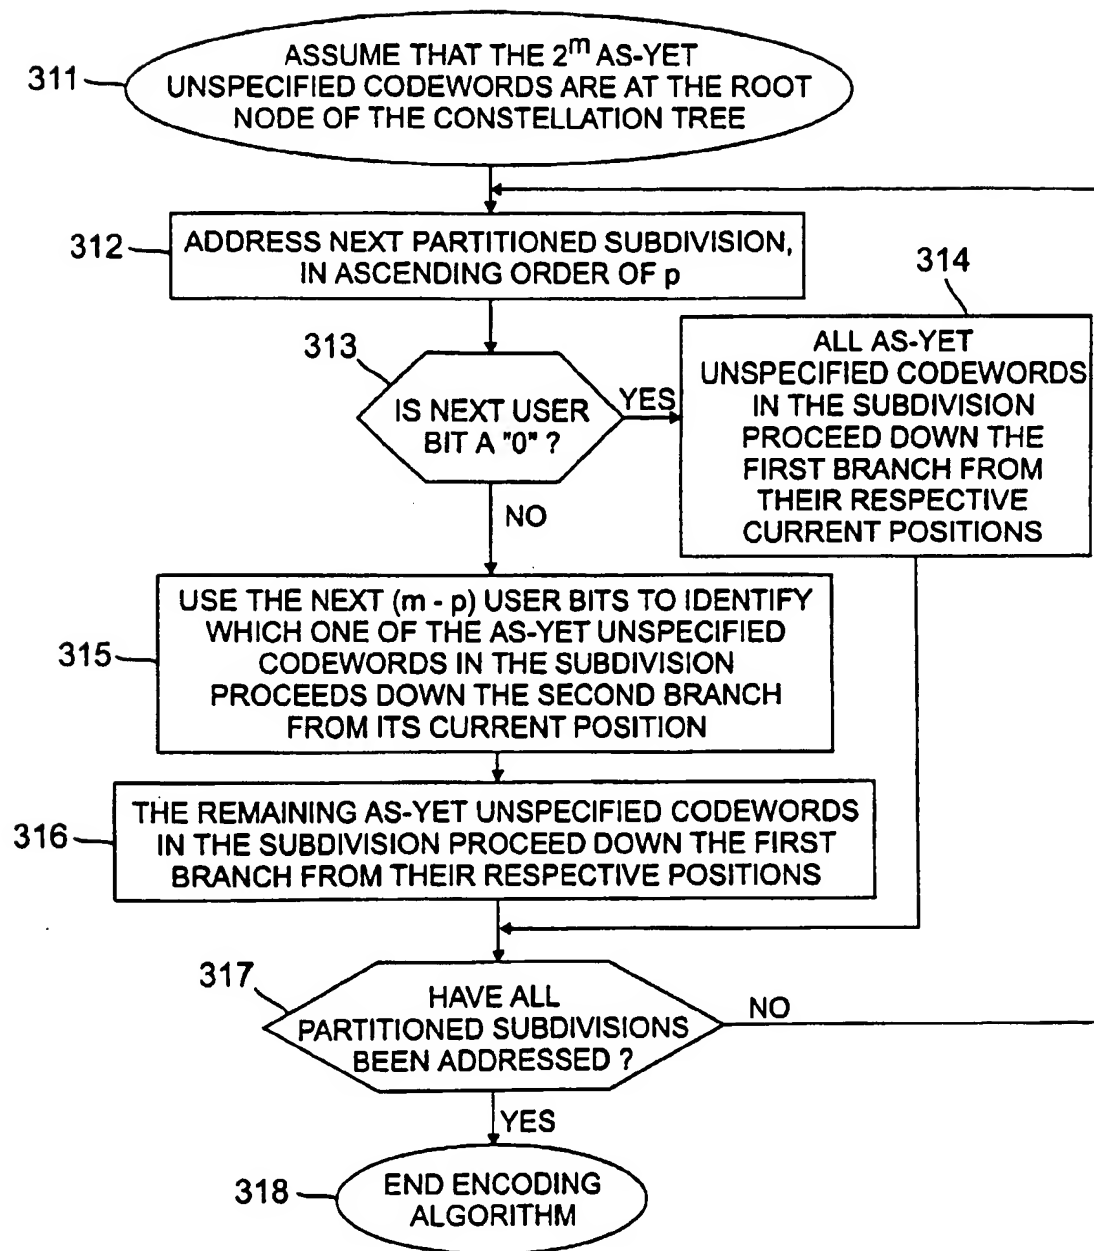 311
ASSUME THAT THE 2^m AS-YET
UNSPECIFIED CODEWORDS ARE AT THE ROOT
NODE OF THE CONSTELLATION TREE
312
ADDRESS NEXT PARTITIONED SUBDIVISION,
IN ASCENDING ORDER OF p
313
IS NEXT USER
BIT A "0" ?
YES
NO
314
ALL AS-YET
UNSPECIFIED CODEWORDS
IN THE SUBDIVISION
PROCEED DOWN THE
FIRST BRANCH FROM
THEIR RESPECTIVE
CURRENT POSITIONS
315
USE THE NEXT (m - p) USER BITS TO IDENTIFY
WHICH ONE OF THE AS-YET UNSPECIFIED
CODEWORDS IN THE SUBDIVISION
PROCEEDS DOWN THE SECOND BRANCH
FROM ITS CURRENT POSITION
316
THE REMAINING AS-YET UNSPECIFIED CODEWORDS
IN THE SUBDIVISION PROCEED DOWN THE FIRST
BRANCH FROM THEIR RESPECTIVE POSITIONS
317
HAVE ALL
PARTITIONED SUBDIVISIONS
BEEN ADDRESSED ?
NO
YES
318
END ENCODING
ALGORITHM